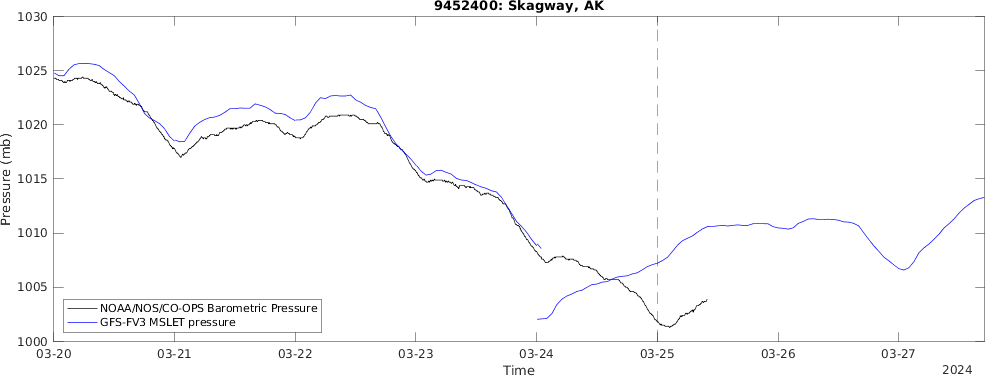 9452400: Skagway, AK
Pressure (mb)
1030
1025
1020
1015
1010
1005
1000
NOAA/NOS/CO-OPS Barometric Pressure
GFS-FV3 MSLET pressure
03-20 03-21 03-22 03-23 03-24 03-25 03-26 03-27
Time
2024